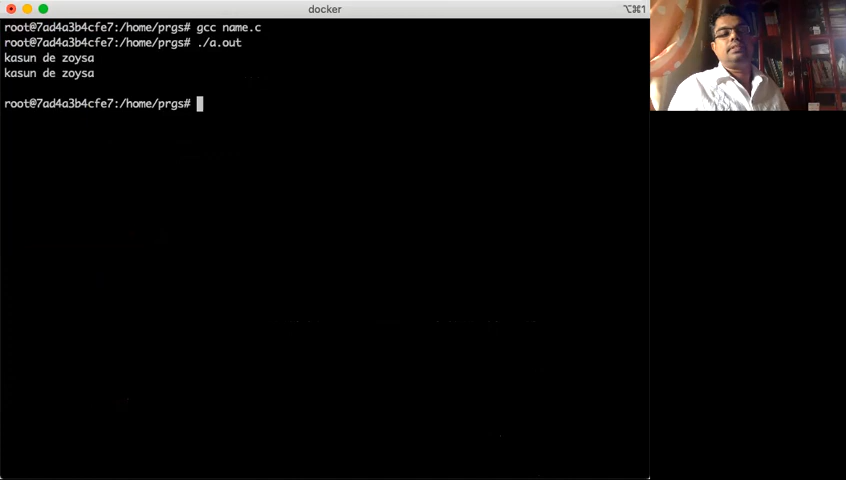 docker
⌥⌘1
root@7ad4a3b4cfe7:/home/prgs# gcc name.c
root@7ad4a3b4cfe7:/home/prgs# ./a.out
kasun de zoysa
kasun de zoysa
root@7ad4a3b4cfe7:/home/prgs#